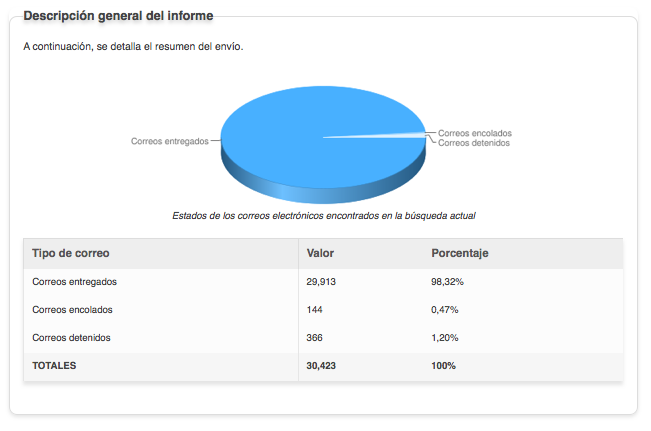 Descripción general del informe
A continuación, se detalla el resumen del envío.
Correos entregados
Correos encolados
Correos detenidos
Estados de los correos electrónicos encontrados en la búsqueda actual
Tipo de correo Valor Porcentaje
Correos entregados 29,913 98,32%
Correos encolados 144 0,47%
Correos detenidos 366 1,20%
TOTALES 30,423 100%